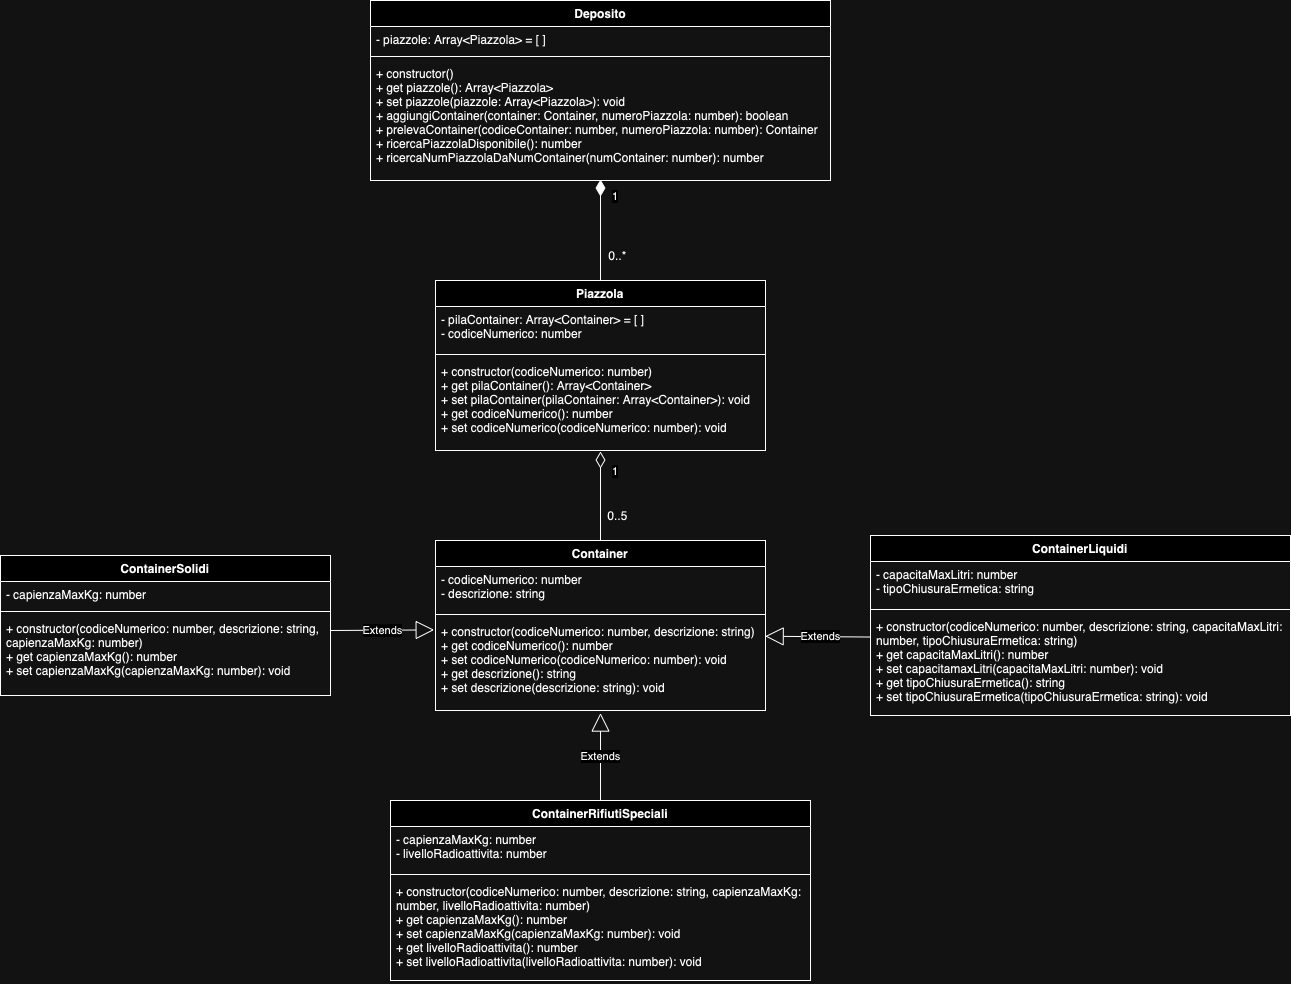 Deposito
- piazzole: Array<Piazzola> = [ ]
+ constructor()
+ get piazzole(): Array<Piazzola>
+ set piazzole(piazzole: Array<Piazzola>): void
+ aggiungiContainer(container: Container, numeroPiazzola: number): boolean
+ prelevaContainer(codiceContainer: number, numeroPiazzola: number): Container
+ ricercaPiazzolaDisponibile(): number
+ ricercaNumPiazzolaDaNumContainer(numContainer: number): number
1
0..*
Piazzola
- pilaContainer: Array<Container> = [ ]
- codiceNumerico: number
+ constructor(codiceNumerico: number)
+ get pilaContainer(): Array<Container>
+ set pilaContainer(pilaContainer: Array<Container>): void
+ get codiceNumerico(): number
+ set codiceNumerico(codiceNumerico: number): void
1
0..5
ContainerSolidi
- capienzaMaxKg: number
+ constructor(codiceNumerico: number, descrizione: string,
capienzaMaxKg: number)
+ get capienzaMaxKg(): number
+ set capienzaMaxKg(capienzaMaxKg: number): void
Extends
Container
- codiceNumerico: number
- descrizione: string
+ constructor(codiceNumerico: number, descrizione: string)
+ get codiceNumerico(): number
+ set codiceNumerico(codiceNumerico: number): void
+ get descrizione(): string
+ set descrizione(descrizione: string): void
Extends
ContainerLiquidi
- capacitaMaxLitri: number
- tipoChiusuraErmetica: string
+ constructor(codiceNumerico: number, descrizione: string, capacitaMaxLitri:
number, tipoChiusuraErmetica: string)
+ get capacitaMaxLitri(): number
+ set capacitamaxLitri(capacitaMaxLitri: number): void
+ get tipoChiusuraErmetica(): string
+ set tipoChiusuraErmetica(tipoChiusuraErmetica: string): void
Extends
ContainerRifiutiSpeciali
- capienzaMaxKg: number
- livelloRadioattivita: number
+ constructor(codiceNumerico: number, descrizione: string, capienzaMaxKg:
number, livelloRadioattivita: number)
+ get capienzaMaxKg(): number
+ set capienzaMaxKg(capienzaMaxKg: number): void
+ get livelloRadioattivita(): number
+ set livelloRadioattivita(livelloRadioattivita: number): void